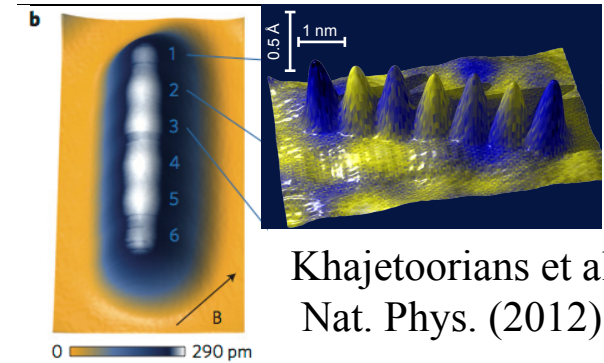 b
0.5 Å
1 nm
1
2
3
4
5
6
B
0
290 pm
Khajetoorians et al
Nat. Phys. (2012)